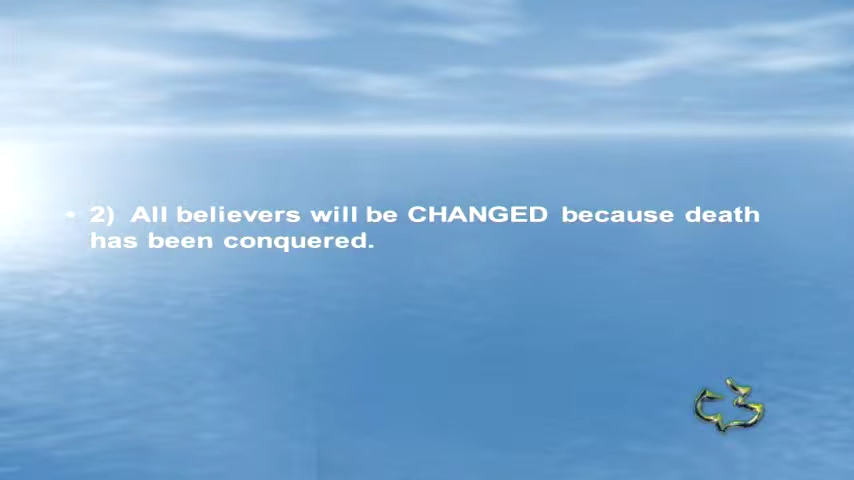 • 2) All believers will be CHANGED because death
has been conquered.